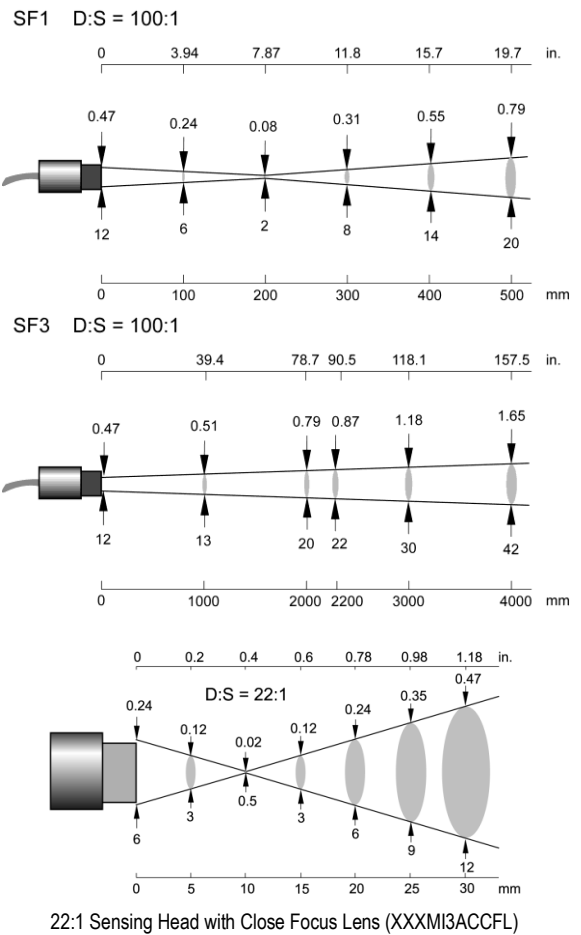 SF1 D:S = 100:1
0 3.94 7.87 11.8 15.7 19.7 in.
0.47 0.24 0.08 0.31 0.55 0.79
12 6 2 8 14 20
0 100 200 300 400 500 mm
SF3 D:S = 100:1
0 39.4 78.7 90.5 118.1 157.5 in.
0.47 0.51 0.79 0.87 1.18 1.65
12 13 20 22 30 42
0 1000 2000 2200 3000 4000 mm
0 0.2 0.4 0.6 0.78 0.98 1.18 in.
D:S = 22:1
0.24 0.12 0.02 0.12 0.24 0.35 0.47
6 3 0.5 3 6 9 12
0 5 10 15 20 25 30 mm
22:1 Sensing Head with Close Focus Lens (XXXMI3ACCFL)